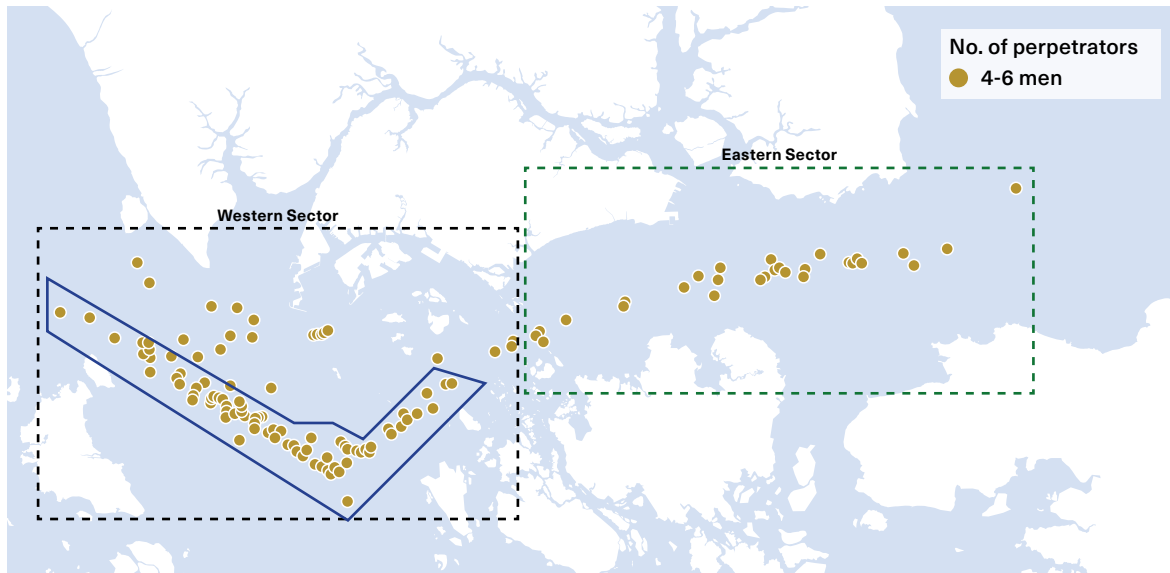 No. of perpetrators
4-6 men
Eastern Sector
Western Sector